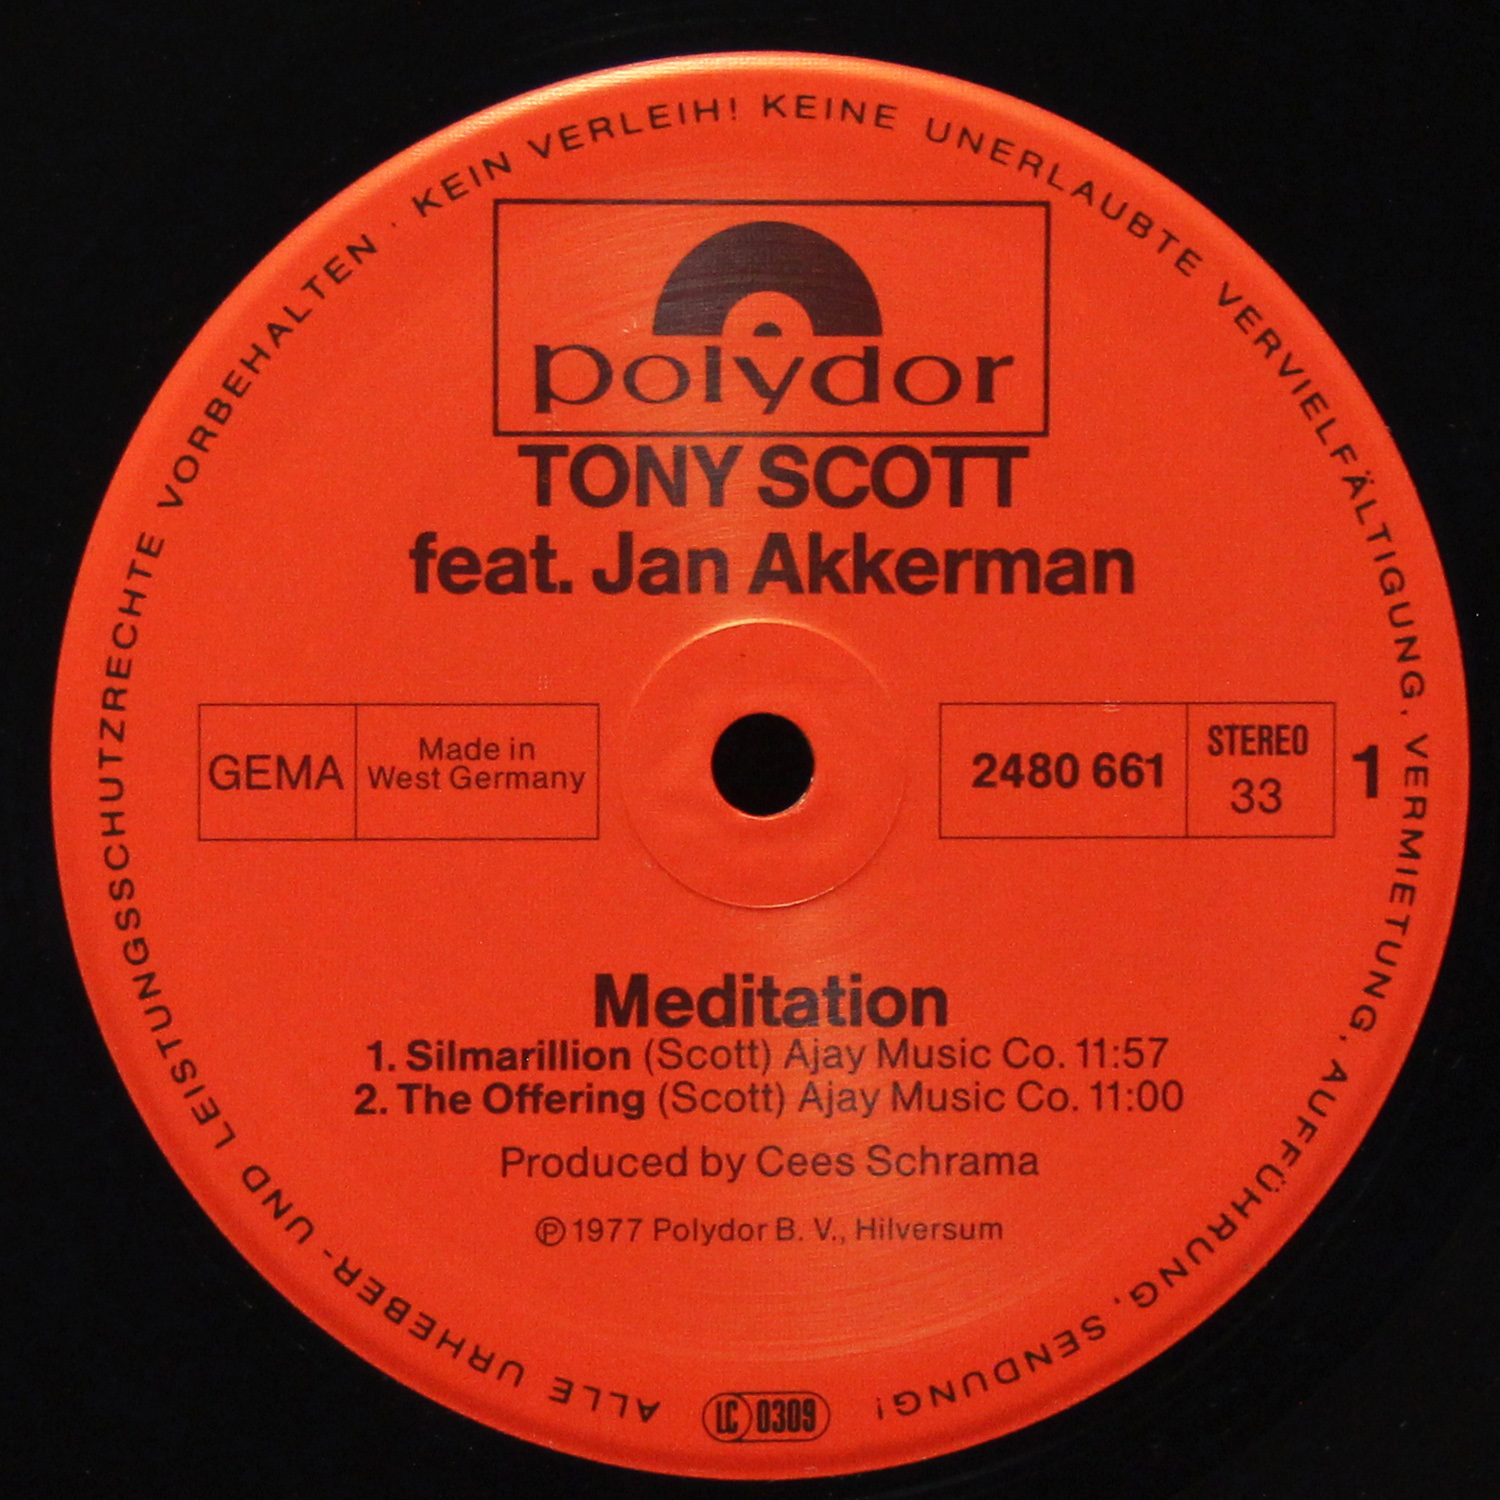 ALLE URHEBER- UND LEISTUNGSSCHUTZRECHTE VORBEHALTEN · KEIN VERLEIH! KEINE UNERLAUBTE VERVIELFÄLTIGUNG, VERMIETUNG, AUFFÜHRUNG, SENDUNG!
polydor
TONY SCOTT
feat. Jan Akkerman
GEMA
Made in
West Germany
2480 661
STEREO
33
1
Meditation
1. Silmarillion (Scott) Ajay Music Co. 11:57
2. The Offering (Scott) Ajay Music Co. 11:00
Produced by Cees Schrama
℗ 1977 Polydor B. V., Hilversum
LC 0309